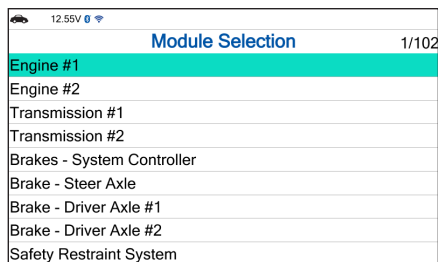 12.55V
Module Selection 1/102
Engine #1
Engine #2
Transmission #1
Transmission #2
Brakes - System Controller
Brake - Steer Axle
Brake - Driver Axle #1
Brake - Driver Axle #2
Safety Restraint System